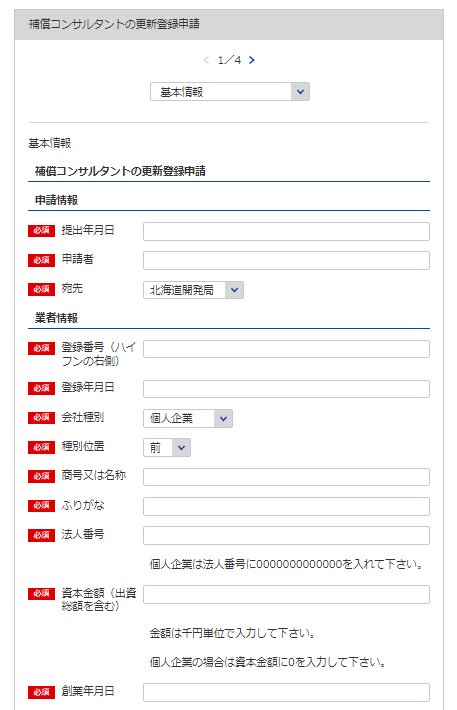 補償コンサルタントの更新登録申請
1／4
基本情報
基本情報
補償コンサルタントの更新登録申請
申請情報
必須 提出年月日
必須 申請者
必須 宛先 北海道開発局
業者情報
必須 登録番号（ハイ
フンの右側）
必須 登録年月日
必須 会社種別 個人企業
必須 種別位置 前
必須 商号又は名称
必須 ふりがな
必須 法人番号
個人企業は法人番号に0000000000000を入れて下さい。
必須 資本金額（出資
総額を含む）
金額は千円単位で入力して下さい。
個人企業の場合は資本金額に0を入力して下さい。
必須 創業年月日